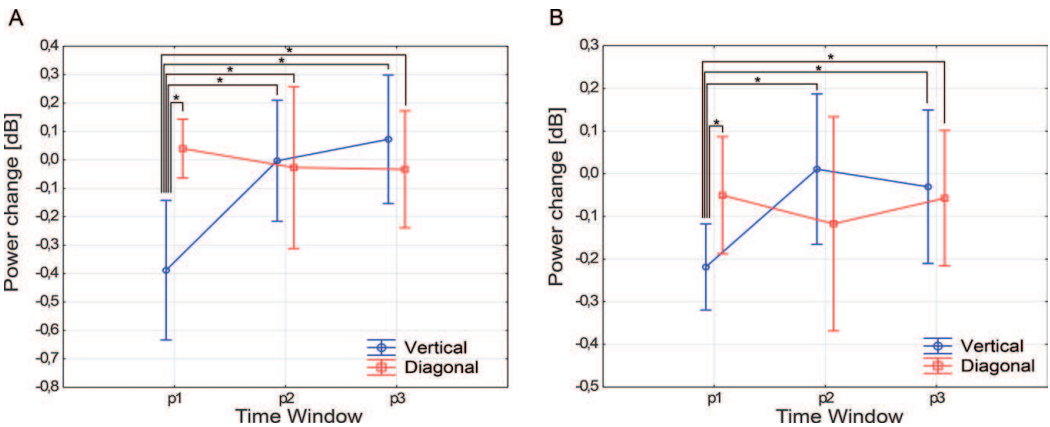 A
Power change [dB]
0,4
0,3
0,2
0,1
0,0
-0,1
-0,2
-0,3
-0,4
-0,5
-0,6
-0,7
-0,8
*
*
*
*
*
Vertical
Diagonal
p1
p2
p3
Time Window
B
Power change [dB]
0,3
0,2
0,1
0,0
-0,1
-0,2
-0,3
-0,4
-0,5
*
*
*
*
Vertical
Diagonal
p1
p2
p3
Time Window